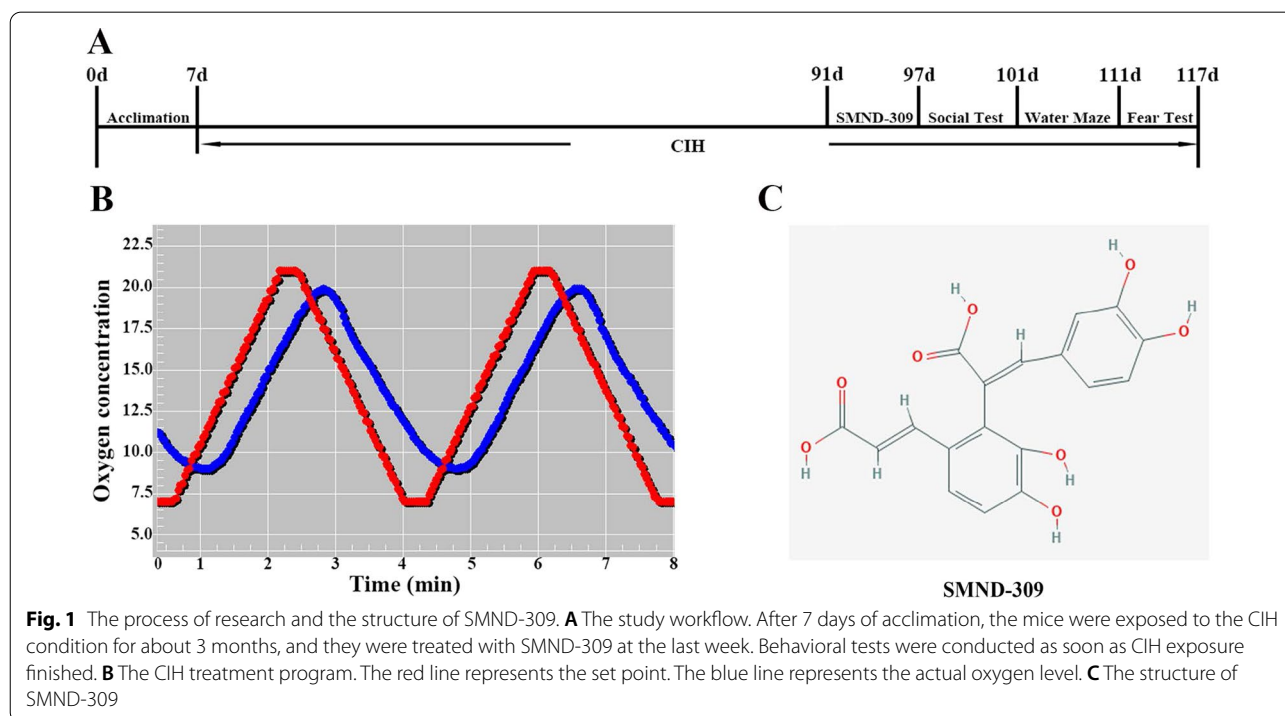 A
0d 7d 91d 97d 101d 111d 117d
Acclimation SMND-309 Social Test Water Maze Fear Test
CIH
B
Oxygen concentration
22.5
20.0
17.5
15.0
12.5
10.0
7.5
5.0
0 1 2 3 4 5 6 7 8
Time (min)
C
H
O
H
O
H
O
O
H
O
H
O
H
O
H
O
H
O
H
SMND-309
Fig. 1 The process of research and the structure of SMND-309. A The study workflow. After 7 days of acclimation, the mice were exposed to the CIH
condition for about 3 months, and they were treated with SMND-309 at the last week. Behavioral tests were conducted as soon as CIH exposure
finished. B The CIH treatment program. The red line represents the set point. The blue line represents the actual oxygen level. C The structure of
SMND-309